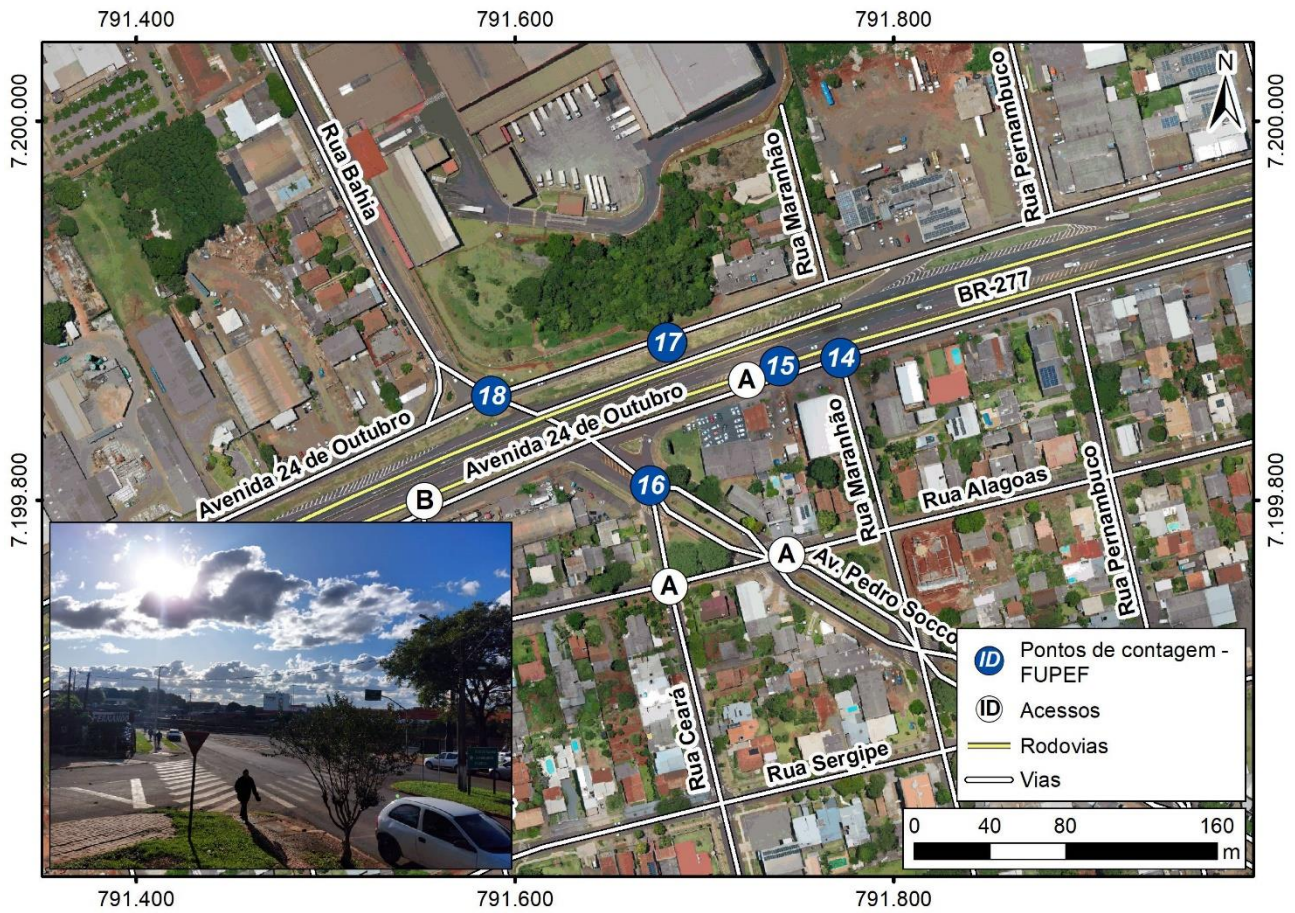 791.400
791.600
791.800
7.200.000
7.200.000
N
Rua Bahia
Rua Maranhão
Rua Pernambuco
BR-277
17
15
14
A
18
Avenida 24 de Outubro
Avenida 24 de Outubro
B
16
Rua Maranhão
Rua Alagoas
Rua Pernambuco
7.199.800
7.199.800
A
A
Av. Pedro Socco
Rua Ceará
Rua Sergipe
ID Pontos de contagem -
FUPEF
ID Acessos
Rodovias
Vias
0 40 80 160
m
791.400
791.600
791.800